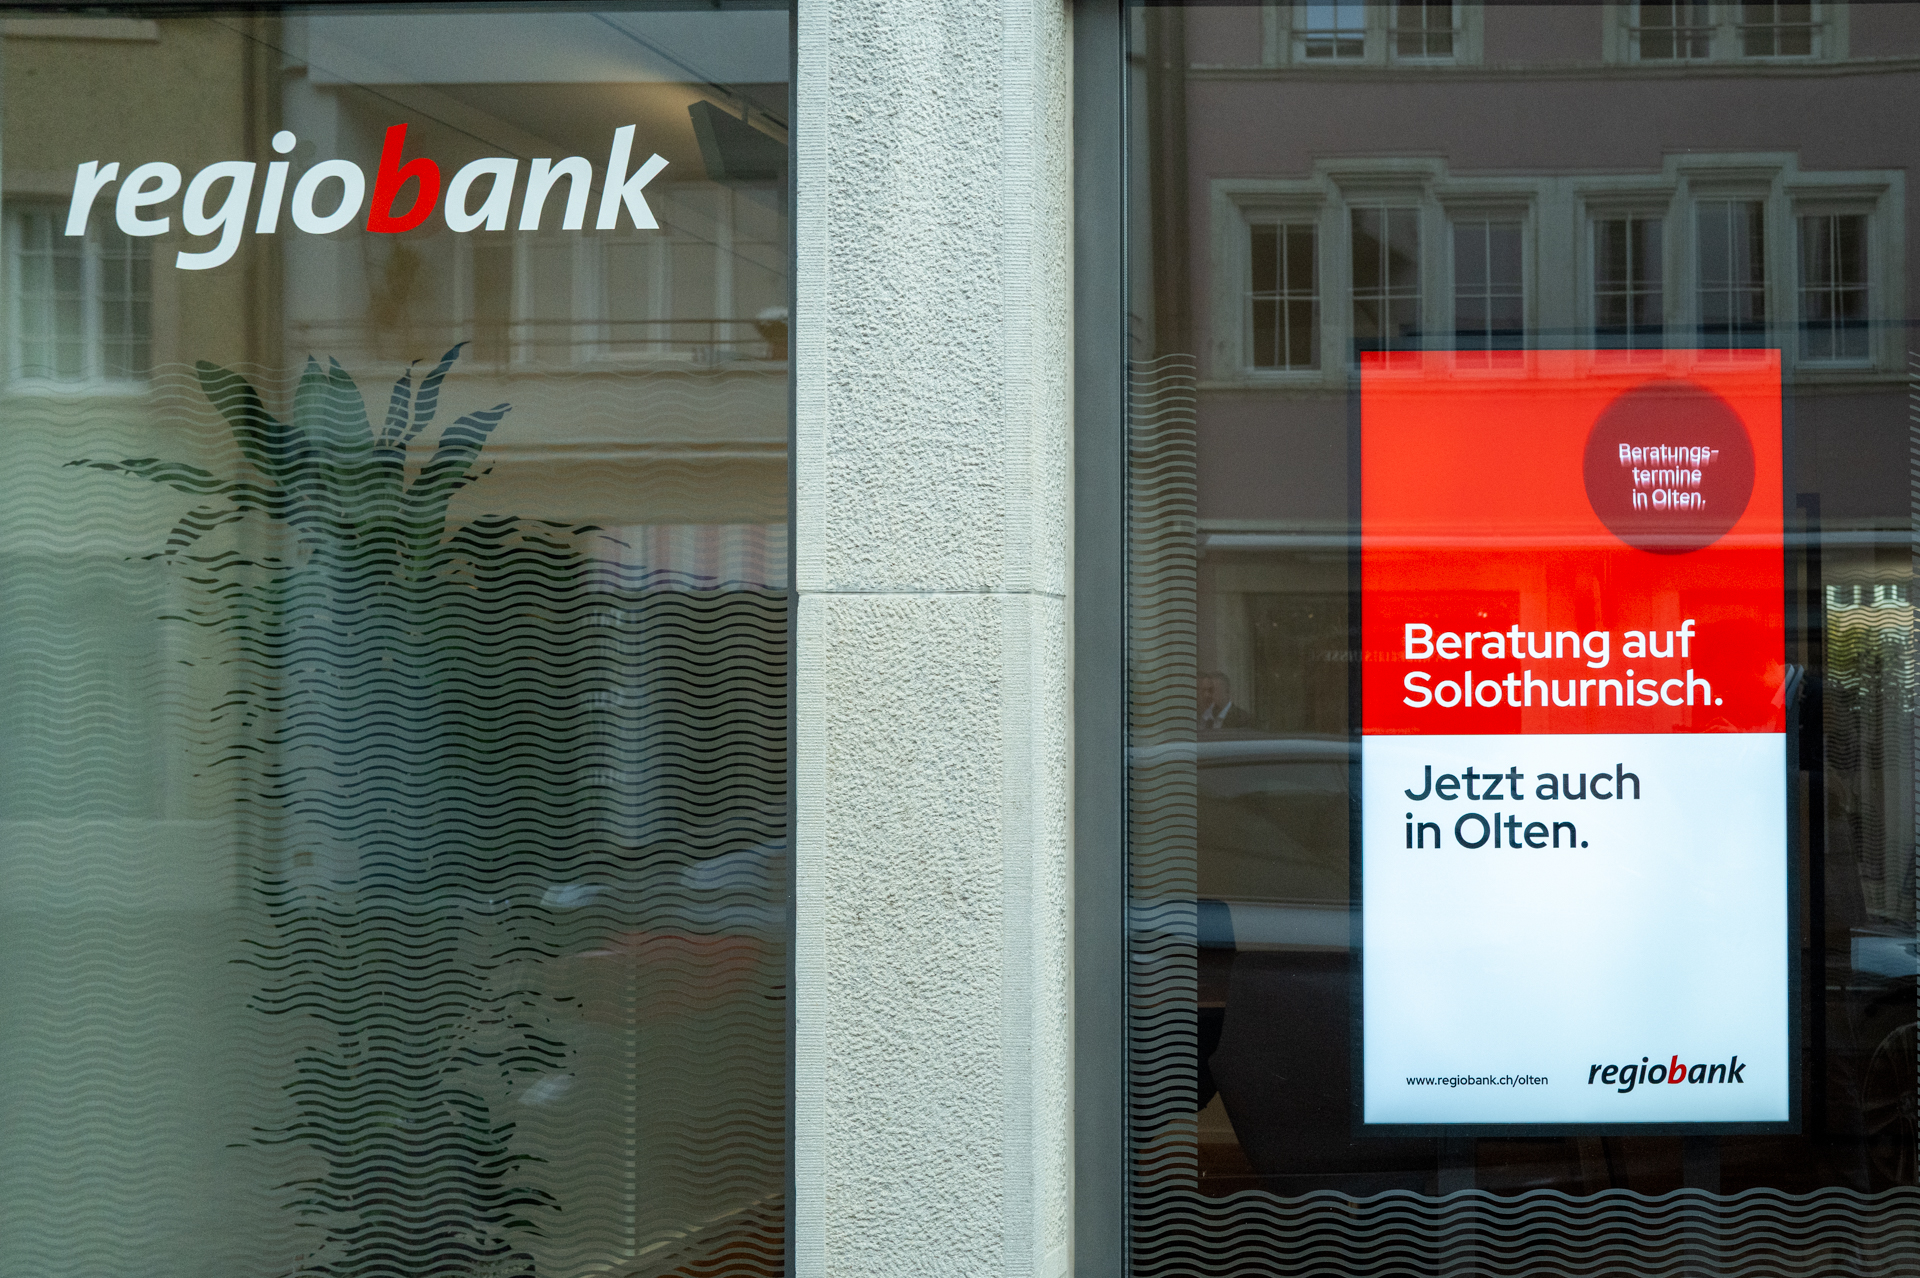 regiobank
Beratungs-
termine
in Olten.
Beratung auf
Solothurnisch.
Jetzt auch
in Olten.
www.regiobank.ch/olten
regiobank